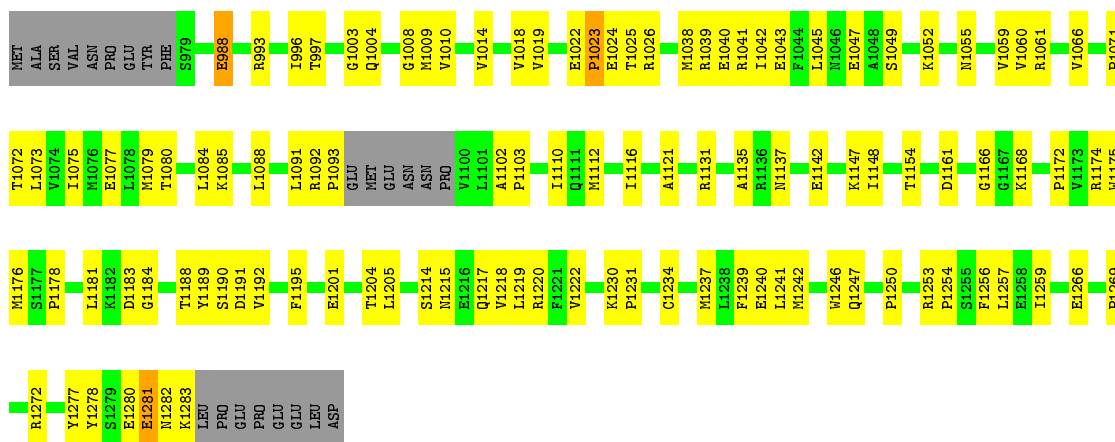 MET ALA SER VAL ASN PRO GLU TYR PHE S979 E988 R993 I996 T997 G1003 Q1004 G1008 M1009 V1010 V1014 V1018 V1019 E1022 P1023 E1024 T1025 R1026 M1038 R1039 E1040 R1041 I1042 E1043 F1044 L1045 N1046 E1047 A1048 S1049 K1052 N1055 V1059 V1060 R1061 V1066
T1072 L1073 V1074 I1075 M1076 E1077 L1078 M1079 T1080 L1084 K1085 L1088 L1091 R1092 P1093 GLU MET GLU ASN ASN PRO V1100 L1101 A1102 P1103 I1110 Q1111 M1112 I1116 A1121 R1131 A1135 R1136 N1137 E1142 K1147 I1148 T1154 D1161 G1166 G1167 K1168 P1172 V1173 R1174 W1175
M1176 S1177 P1178 L1181 K1182 D1183 G1184 T1188 Y1189 S1190 D1191 V1192 F1195 E1201 T1204 L1205 S1214 N1215 E1216 Q1217 V1218 L1219 R1220 F1221 V1222 K1230 P1231 C1234 M1237 L1238 F1239 E1240 L1241 M1242 W1246 Q1247 P1250 R1253 P1254 S1255 F1256 L1257 E1258 I1259 E1266
R1272 Y1277 Y1278 S1279 E1280 E1281 N1282 K1283 LEU PRO GLU PRO GLU GLU LEU ASP